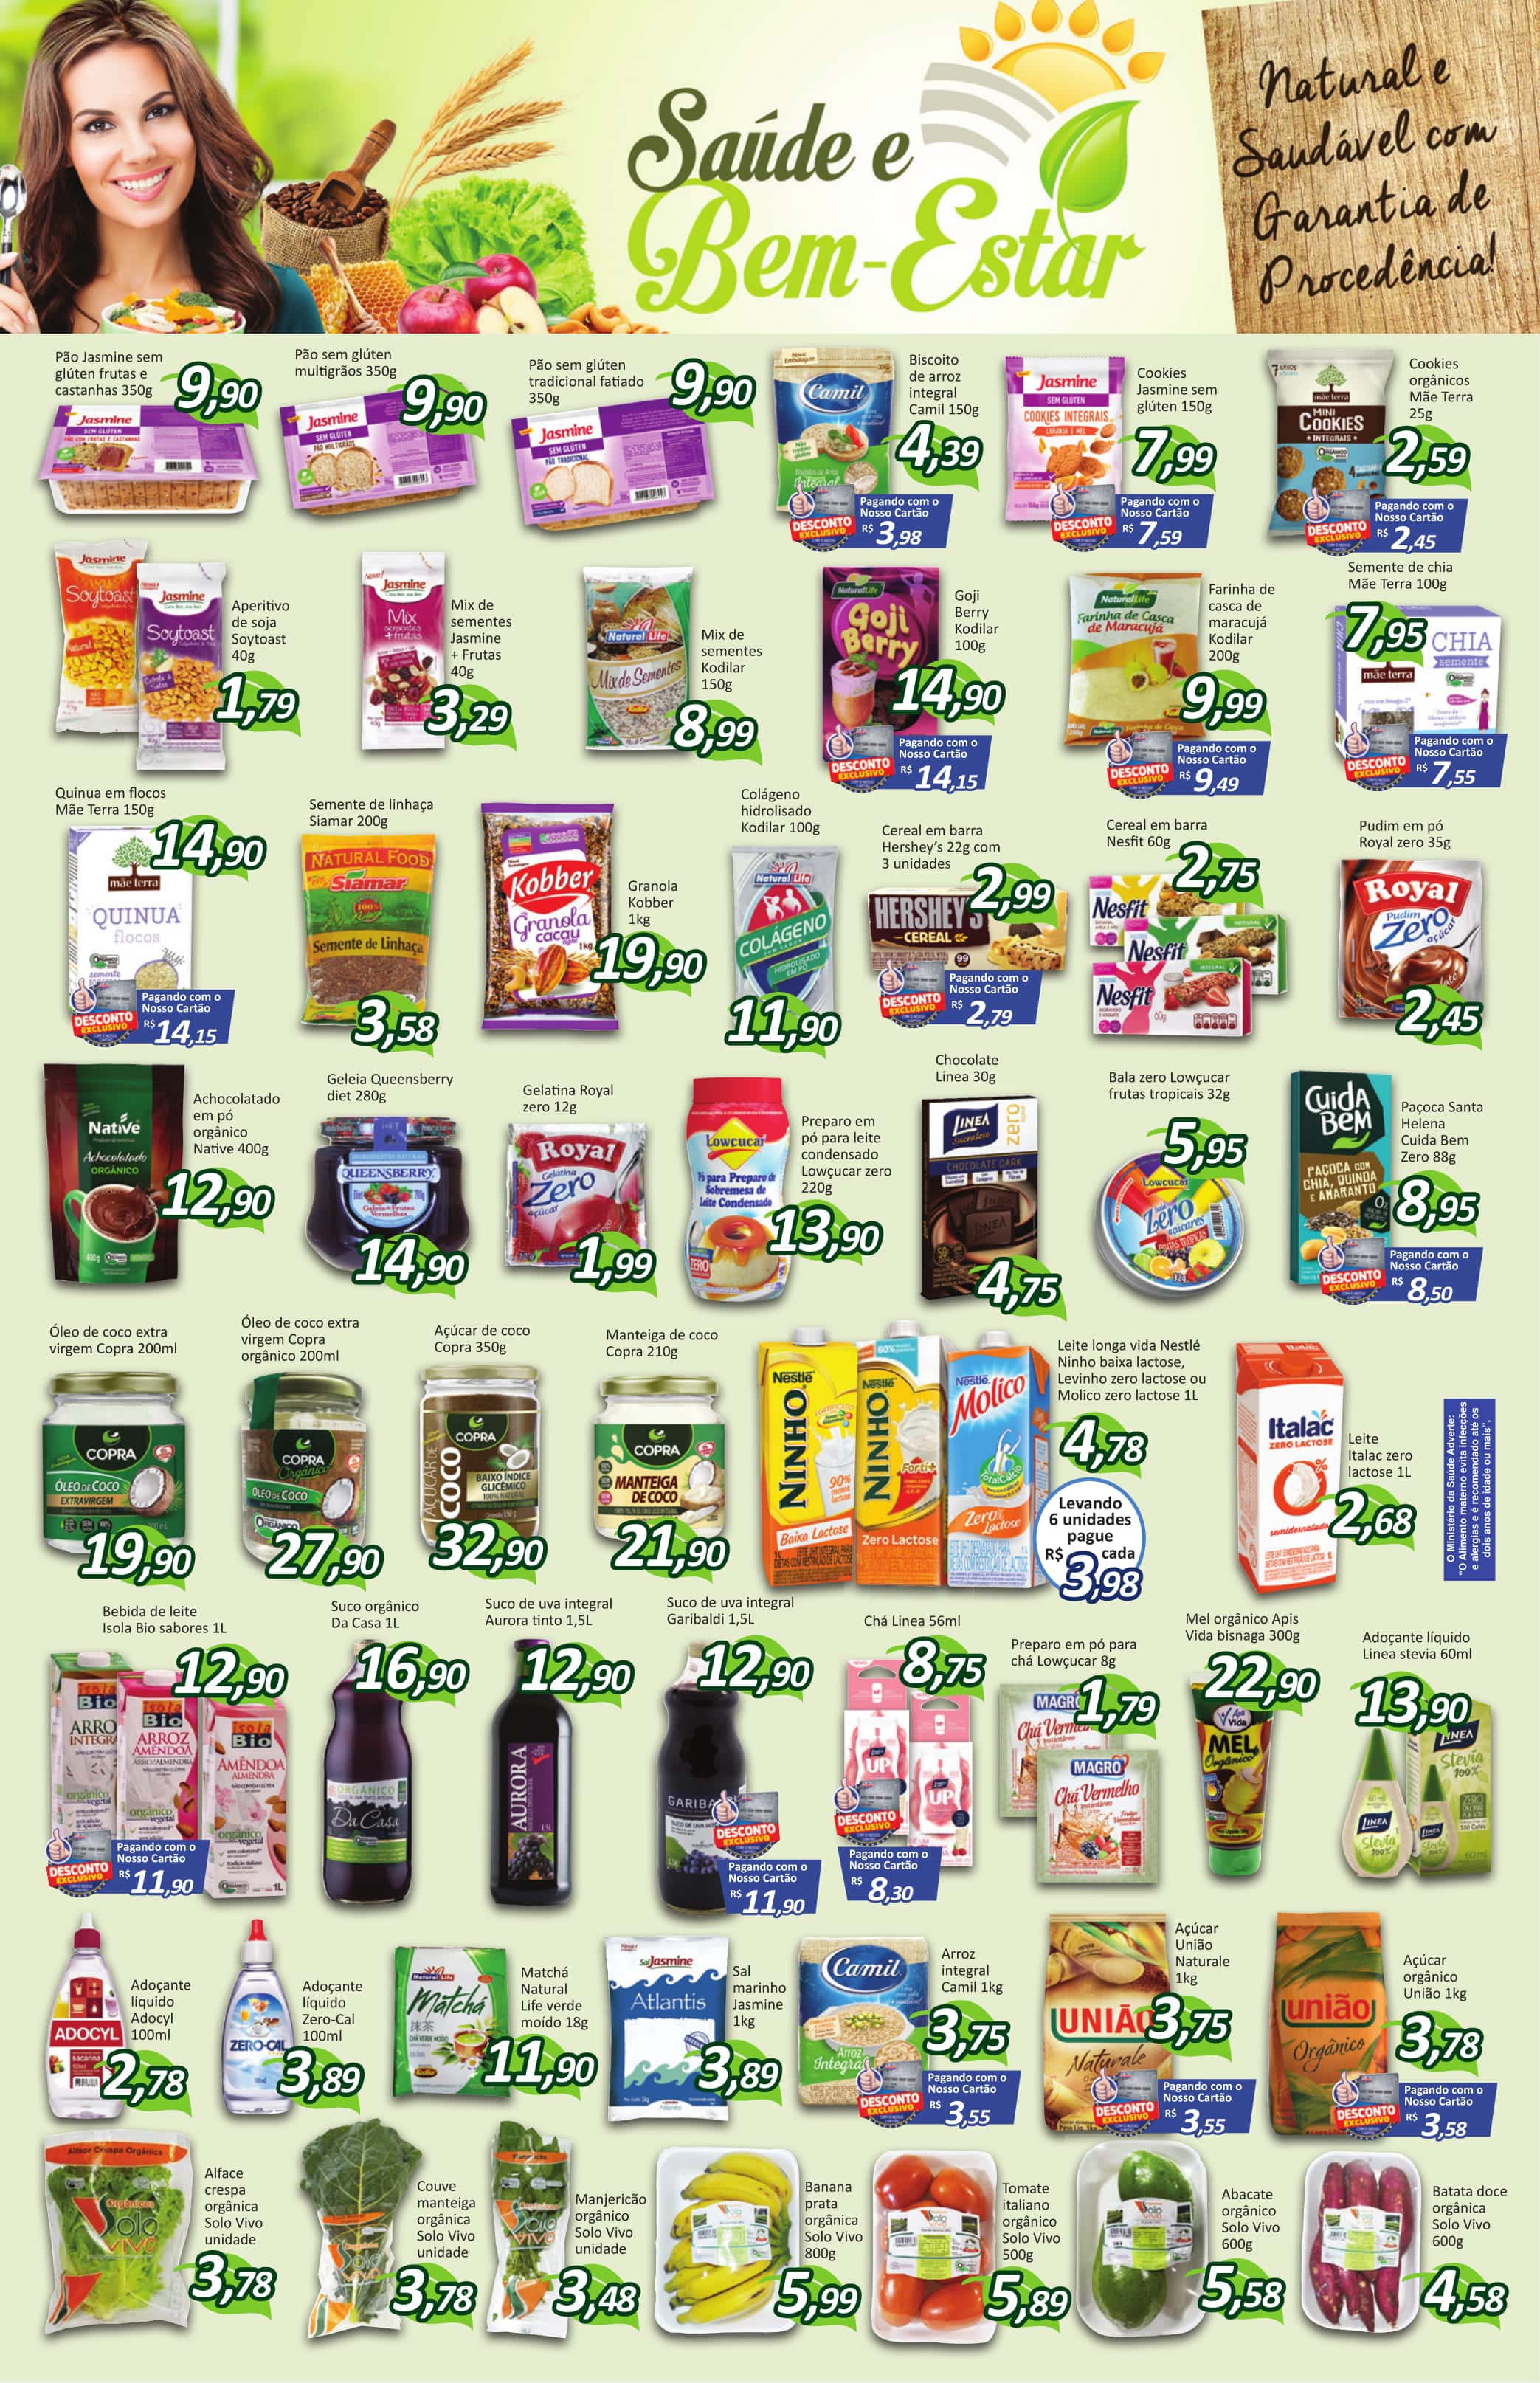 Saúde e
Bem-Estar
Natural e
Saudável com
Garantia de
Procedência!
Pão Jasmine sem
glúten frutas e
castanhas 350g
9,90
Pão sem glúten
multigrãos 350g
9,90
Pão sem glúten
tradicional fatiado
350g
9,90
Biscoito
de arroz
integral
Camil 150g
4,39
DESCONTO
EXCLUSIVO
Pagando com o
Nosso Cartão
R$ 3,98
Cookies
Jasmine sem
glúten 150g
7,99
DESCONTO
EXCLUSIVO
Pagando com o
Nosso Cartão
R$ 7,59
Cookies
orgânicos
Mãe Terra
25g
2,59
DESCONTO
EXCLUSIVO
Pagando com o
Nosso Cartão
R$ 2,45
Aperitivo
de soja
Soytoast
40g
1,79
Mix de
sementes
Jasmine
+ Frutas
40g
3,29
Mix de
sementes
Kodilar
150g
8,99
Goji
Berry
Kodilar
100g
14,90
DESCONTO
EXCLUSIVO
Pagando com o
Nosso Cartão
R$ 14,15
Farinha de
casca de
maracujá
Kodilar
200g
9,99
DESCONTO
EXCLUSIVO
Pagando com o
Nosso Cartão
R$ 9,49
Semente de chia
Mãe Terra 100g
7,95
DESCONTO
EXCLUSIVO
Pagando com o
Nosso Cartão
R$ 7,55
Quinua em flocos
Mãe Terra 150g
14,90
DESCONTO
EXCLUSIVO
Pagando com o
Nosso Cartão
R$ 14,15
Semente de linhaça
Siamar 200g
3,58
Granola
Kobber
1kg
19,90
Colágeno
hidrolisado
Kodilar 100g
11,90
Cereal em barra
Hershey's 22g com
3 unidades
2,99
DESCONTO
EXCLUSIVO
Pagando com o
Nosso Cartão
R$ 2,79
Cereal em barra
Nesfit 60g
2,75
Pudim em pó
Royal zero 35g
2,45
Achocolatado
em pó
orgânico
Native 400g
12,90
Geleia Queensberry
diet 280g
14,90
Gelatina Royal
zero 12g
1,99
Preparo em
pó para leite
condensado
Lowçucar zero
220g
13,90
Chocolate
Linea 30g
4,75
Bala zero Lowçucar
frutas tropicais 32g
5,95
Paçoca Santa
Helena
Cuida Bem
Zero 88g
8,95
DESCONTO
EXCLUSIVO
Pagando com o
Nosso Cartão
R$ 8,50
Óleo de coco extra
virgem Copra 200ml
19,90
Óleo de coco extra
virgem Copra
orgânico 200ml
27,90
Açúcar de coco
Copra 350g
32,90
Manteiga de coco
Copra 210g
21,90
Leite longa vida Nestlé
Ninho baixa lactose,
Levinho zero lactose ou
Molico zero lactose 1L
4,78
Levando
6 unidades
pague
R$ 3,98 cada
Leite
Italac zero
lactose 1L
2,68
O Ministério da Saúde Adverte:
"O Alimento materno evita infecções
e alergias e é recomendado até os
dois anos de idade ou mais".
Bebida de leite
Isola Bio sabores 1L
12,90
DESCONTO
EXCLUSIVO
Pagando com o
Nosso Cartão
R$ 11,90
Suco orgânico
Da Casa 1L
16,90
Suco de uva integral
Aurora tinto 1,5L
12,90
Suco de uva integral
Garibaldi 1,5L
12,90
DESCONTO
EXCLUSIVO
Pagando com o
Nosso Cartão
R$ 11,90
Chá Linea 56ml
8,75
DESCONTO
EXCLUSIVO
Pagando com o
Nosso Cartão
R$ 8,30
Preparo em pó para
chá Lowçucar 8g
1,79
Mel orgânico Apis
Vida bisnaga 300g
22,90
Adoçante líquido
Linea stevia 60ml
13,90
Adoçante
líquido
Adocyl
100ml
2,78
Adoçante
líquido
Zero-Cal
100ml
3,89
Matchá
Natural
Life verde
moído 18g
11,90
Sal
marinho
Jasmine
1kg
3,89
Arroz
integral
Camil 1kg
3,75
DESCONTO
EXCLUSIVO
Pagando com o
Nosso Cartão
R$ 3,55
Açúcar
União
Naturale
1kg
3,75
DESCONTO
EXCLUSIVO
Pagando com o
Nosso Cartão
R$ 3,55
Açúcar
orgânico
União 1kg
3,78
DESCONTO
EXCLUSIVO
Pagando com o
Nosso Cartão
R$ 3,58
Alface
crespa
orgânica
Solo Vivo
unidade
3,78
Couve
manteiga
orgânica
Solo Vivo
unidade
3,78
Manjericão
orgânico
Solo Vivo
unidade
3,48
Banana
prata
orgânica
Solo Vivo
800g
5,99
Tomate
italiano
orgânico
Solo Vivo
500g
5,89
Abacate
orgânico
Solo Vivo
600g
5,58
Batata doce
orgânica
Solo Vivo
600g
4,58